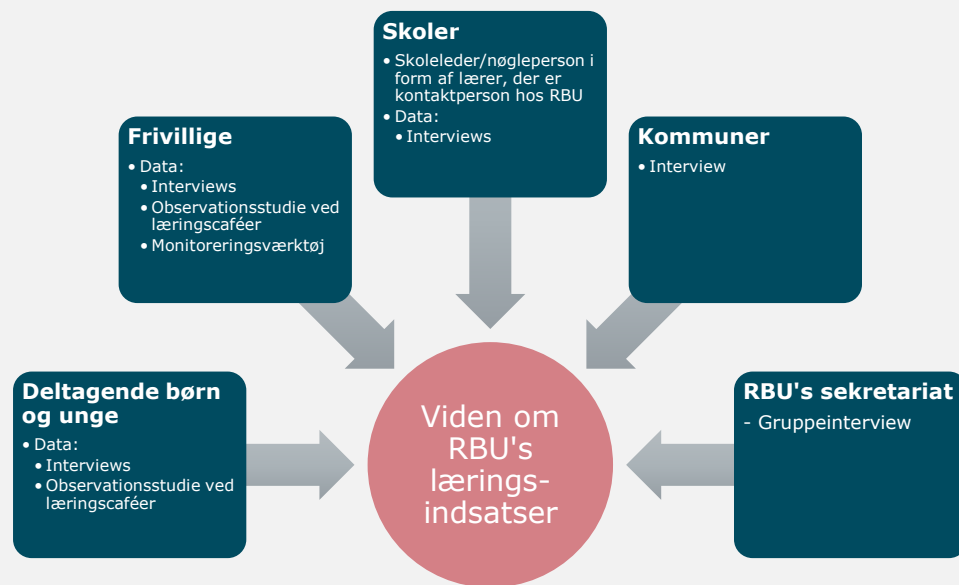 Skoler
• Skoleleder/nøgleperson i
form af lærer, der er
kontaktperson hos RBU
• Data:
• Interviews
Frivillige
• Data:
• Interviews
• Observationsstudie ved
læringscaféer
• Monitoreringsværktøj
Kommuner
• Interview
Deltagende børn
og unge
• Data:
• Interviews
• Observationsstudie ved
læringscaféer
Viden om
RBU's
lærings-
indsatser
RBU's sekretariat
- Gruppeinterview